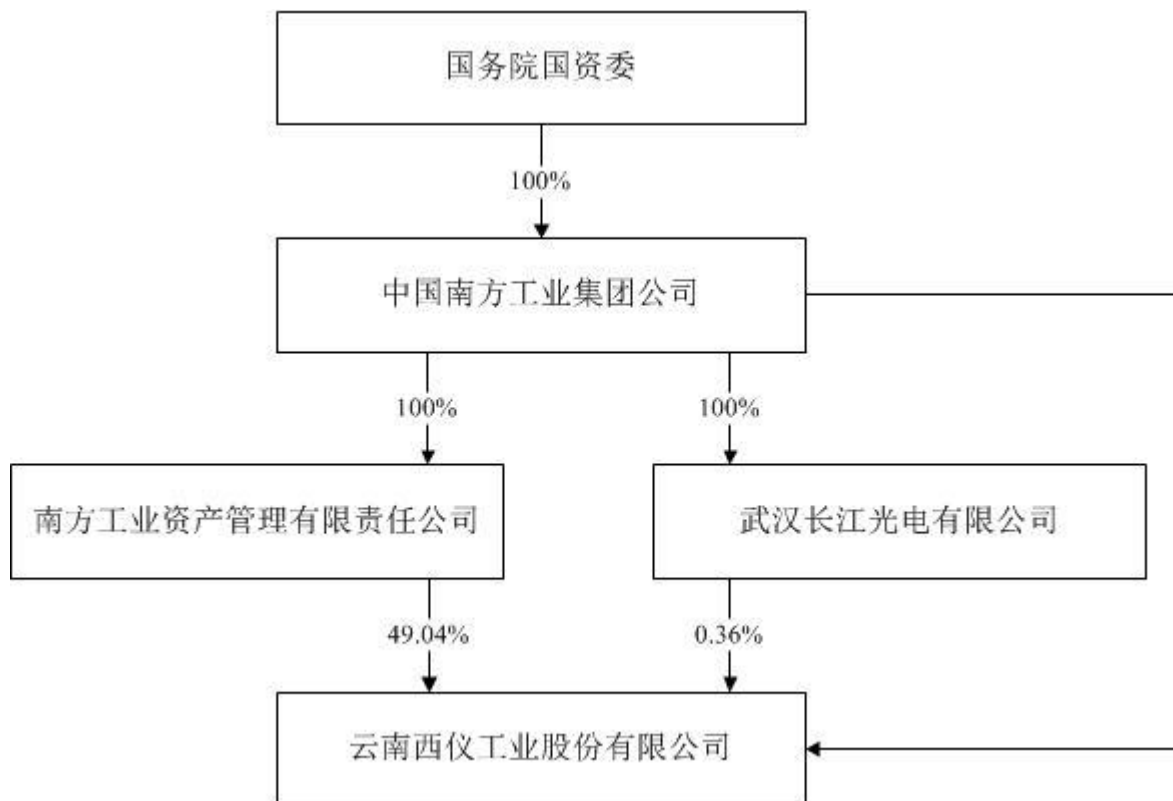 国务院国资委
100%
中国南方工业集团公司
100%
100%
南方工业资产管理有限责任公司
武汉长江光电有限公司
49.04%
0.36%
云南西仪工业股份有限公司